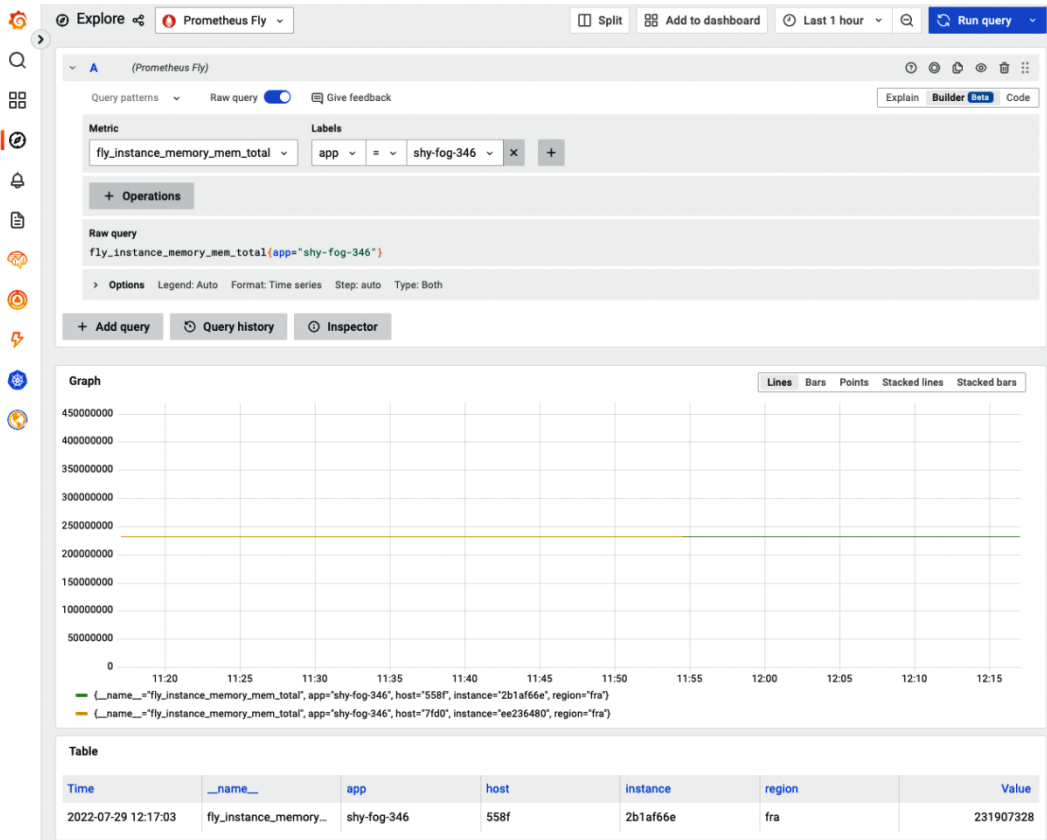 Explore Prometheus Fly Split Add to dashboard Last 1 hour Run query
A (Prometheus Fly)
Query patterns Raw query Give feedback Explain Builder Beta Code
Metric Labels
fly_instance_memory_mem_total app = shy-fog-346 × +
+ Operations
Raw query
fly_instance_memory_mem_total{app="shy-fog-346"}
> Options Legend: Auto Format: Time series Step: auto Type: Both
+ Add query Query history Inspector
Graph Lines Bars Points Stacked lines Stacked bars
450000000
400000000
350000000
300000000
250000000
200000000
150000000
100000000
50000000
0
11:20 11:25 11:30 11:35 11:40 11:45 11:50 11:55 12:00 12:05 12:10 12:15
{__name__="fly_instance_memory_mem_total", app="shy-fog-346", host="558f", instance="2b1af66e", region="fra"}
{__name__="fly_instance_memory_mem_total", app="shy-fog-346", host="7fd0", instance="ee236480", region="fra"}
Table
Time __name__ app host instance region Value
2022-07-29 12:17:03 fly_instance_memory... shy-fog-346 558f 2b1af66e fra 231907328